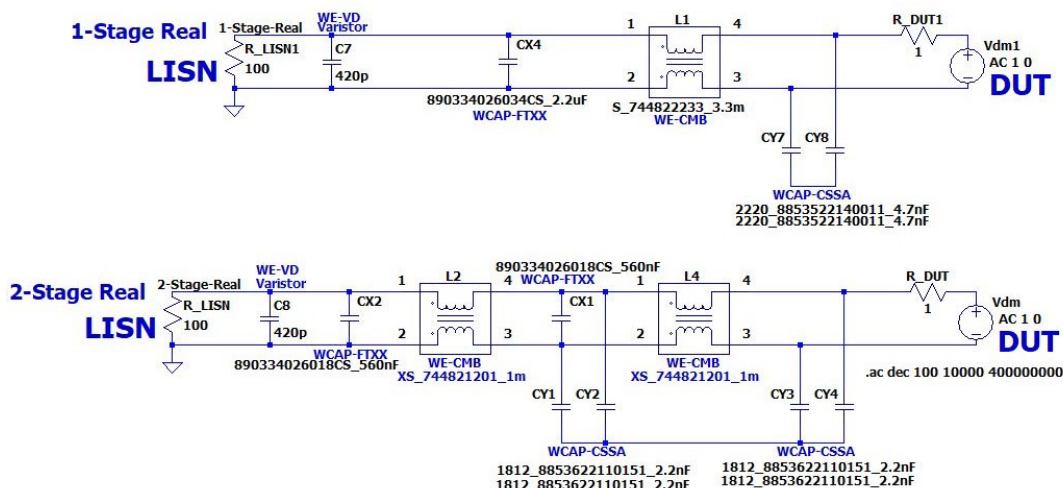 1-Stage Real
1-Stage-Real
WE-VD
Varistor
R_LISN1
100
LISN
C7
420p
CX4
890334026034CS_2.2uF
WCAP-FTXX
1
L1
4
2
3
S_744822233_3.3m
WE-CMB
R_DUT1
1
Vdm1
AC 1 0
DUT
CY7
CY8
WCAP-CSSA
2220_8853522140011_4.7nF
2220_8853522140011_4.7nF
2-Stage Real
2-Stage-Real
WE-VD
Varistor
R_LISN
100
LISN
C8
420p
CX2
WCAP-FTXX
890334026018CS_560nF
1
L2
4
2
3
WE-CMB
XS_744821201_1m
890334026018CS_560nF
WCAP-FTXX
CX1
1
L4
4
2
3
WE-CMB
XS_744821201_1m
R_DUT
1
Vdm
AC 1 0
DUT
.ac dec 100 10000 400000000
CY1
CY2
CY3
CY4
WCAP-CSSA
1812_8853622110151_2.2nF
1812_8853622110151_2.2nF
WCAP-CSSA
1812_8853622110151_2.2nF
1812_8853622110151_2.2nF